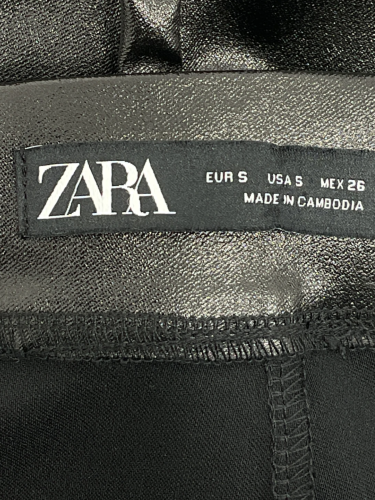 ZARA
EUR S USA S MEX 26
MADE IN CAMBODIA